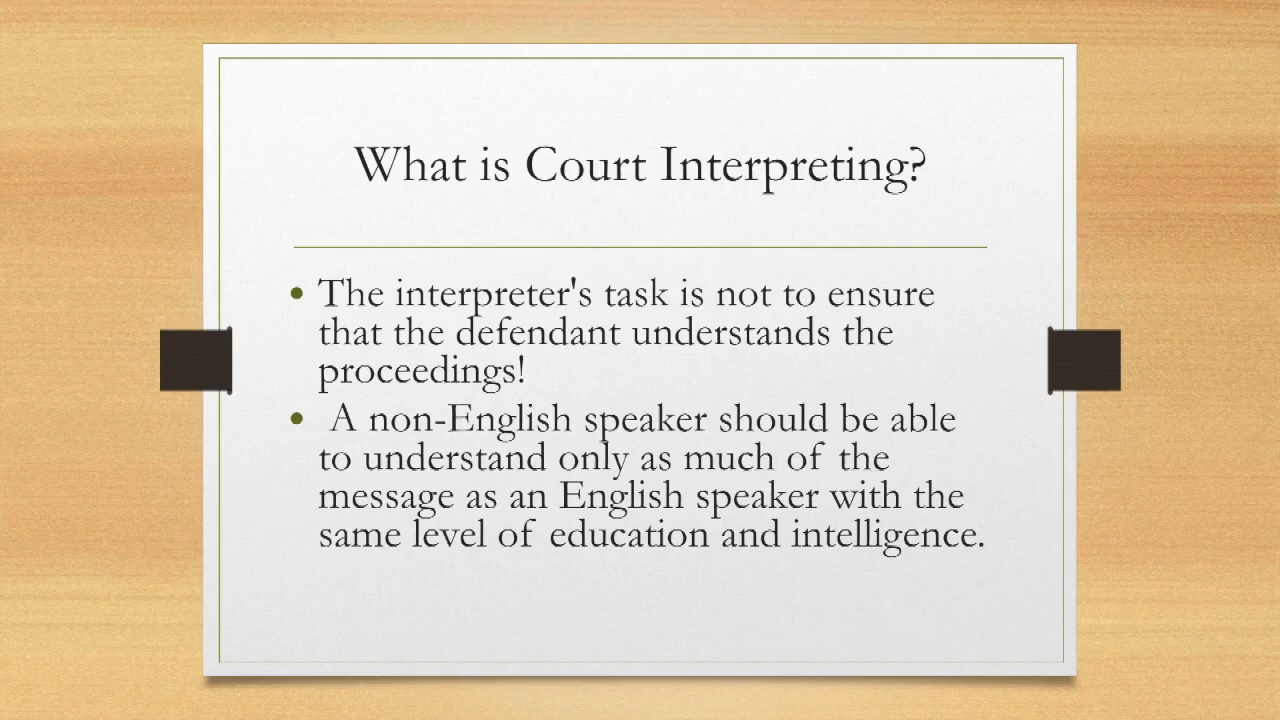 What is Court Interpreting?
• The interpreter's task is not to ensure
that the defendant understands the
proceedings!
• A non-English speaker should be able
to understand only as much of the
message as an English speaker with the
same level of education and intelligence.